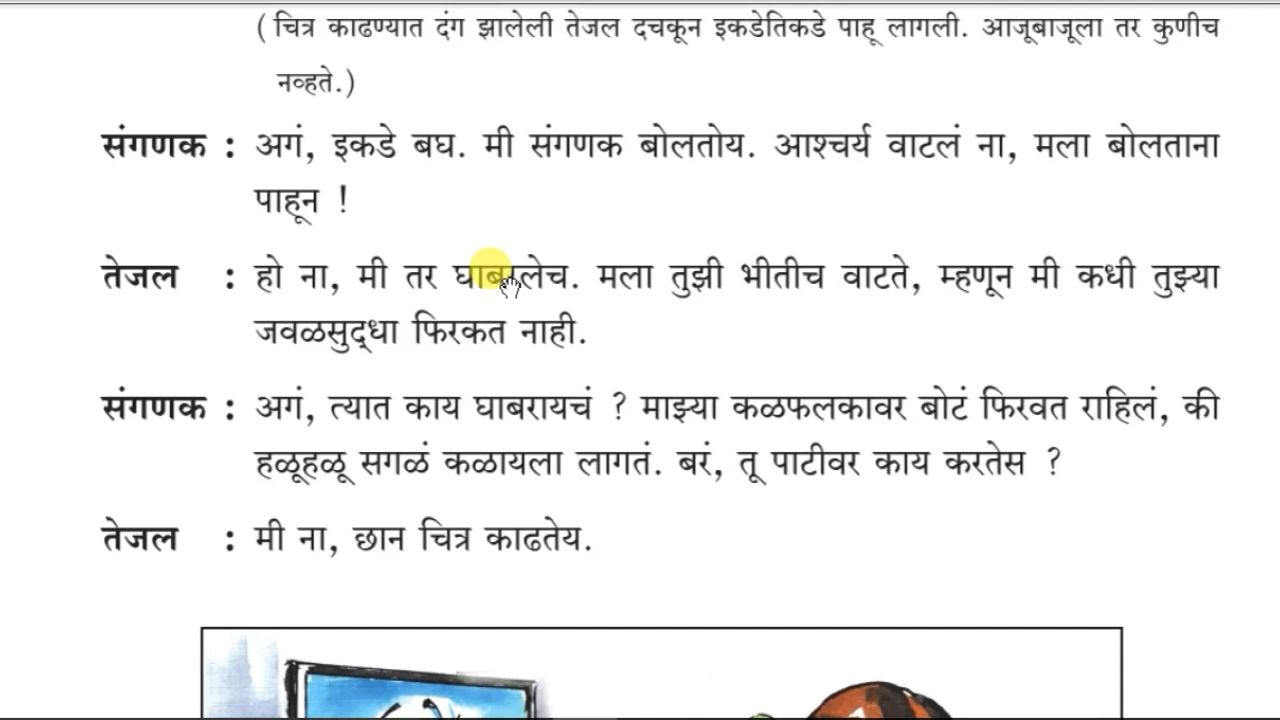 ( चित्र काढण्यात दंग झालेली तेजल दचकून इकडेतिकडे पाहू लागली. आजूबाजूला तर कुणीच
नव्हते.)
संगणक : अगं, इकडे बघ. मी संगणक बोलतोय. आश्चर्य वाटलं ना, मला बोलताना
पाहून !
तेजल : हो ना, मी तर घाबरलेच. मला तुझी भीतीच वाटते, म्हणून मी कधी तुझ्या
जवळसुद्धा फिरकत नाही.
संगणक : अगं, त्यात काय घाबरायचं ? माझ्या कळफलकावर बोटं फिरवत राहिलं, की
हळूहळू सगळं कळायला लागतं. बरं, तू पाटीवर काय करतेस ?
तेजल : मी ना, छान चित्र काढतेय.